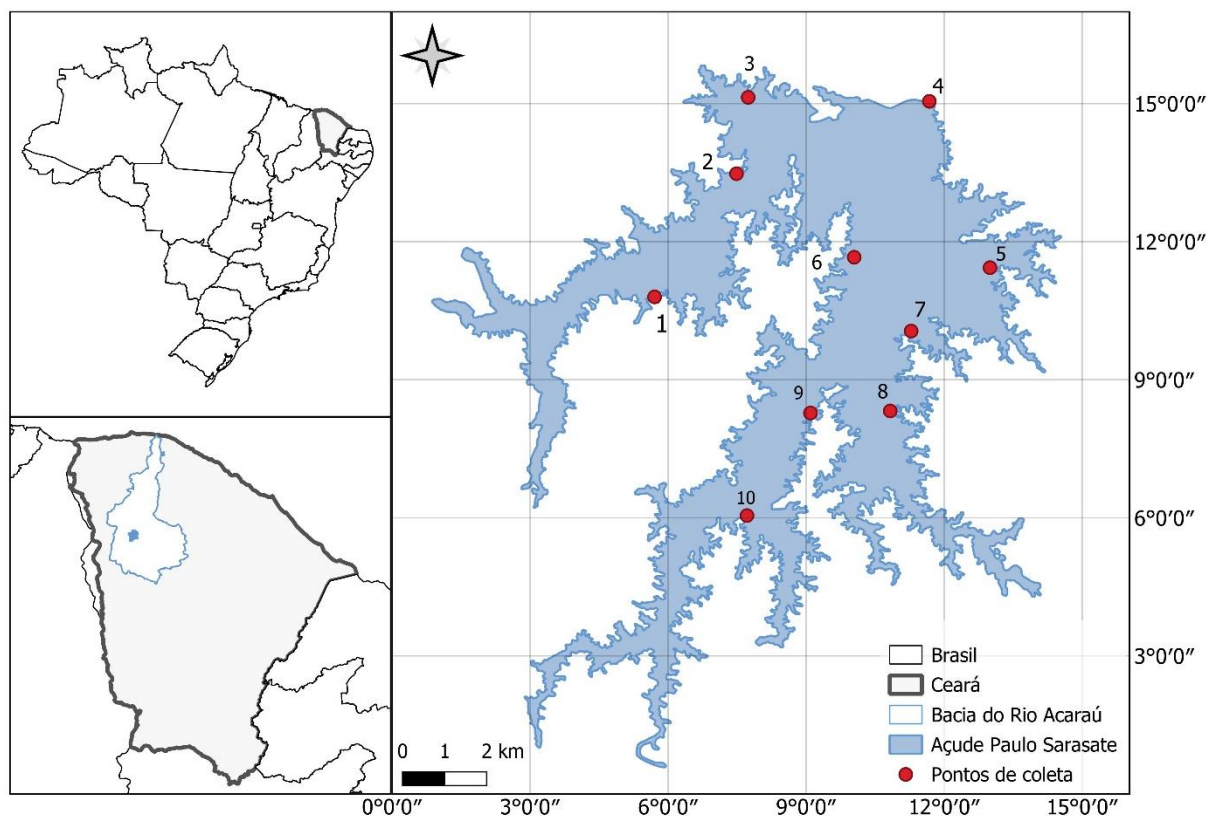 3
4
15°0′0″
2
12°0′0″
6
5
1
7
9°0′0″
9
8
10
6°0′0″
3°0′0″
Brasil
Ceará
Bacia do Rio Acaraú
Açude Paulo Sarasate
Pontos de coleta
0 1 2 km
0°0′0″ 3°0′0″ 6°0′0″ 9°0′0″ 12°0′0″ 15°0′0″